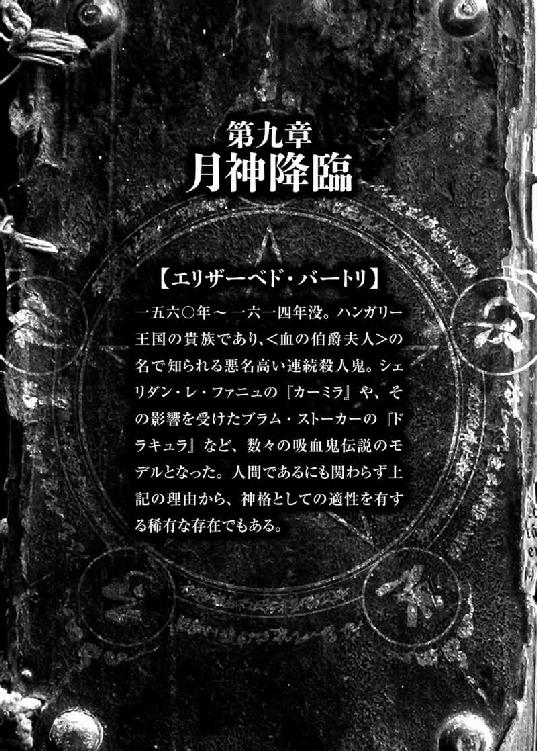 第九章
月神降臨
【エリザーベド・バートリ】
一五六〇年～一六一四年没。ハンガリー
王国の貴族であり、<血の伯爵夫人>の
名で知られる悪名高い連続殺人鬼。シェ
リダン・レ・ファニュの『カーミラ』や、そ
の影響を受けたブラム・ストーカーの『ド
ラキュラ』など、数々の吸血鬼伝説のモ
デルとなった。人間であるにも関わらず上
記の理由から、神格としての適性を有す
る稀有な存在でもある。